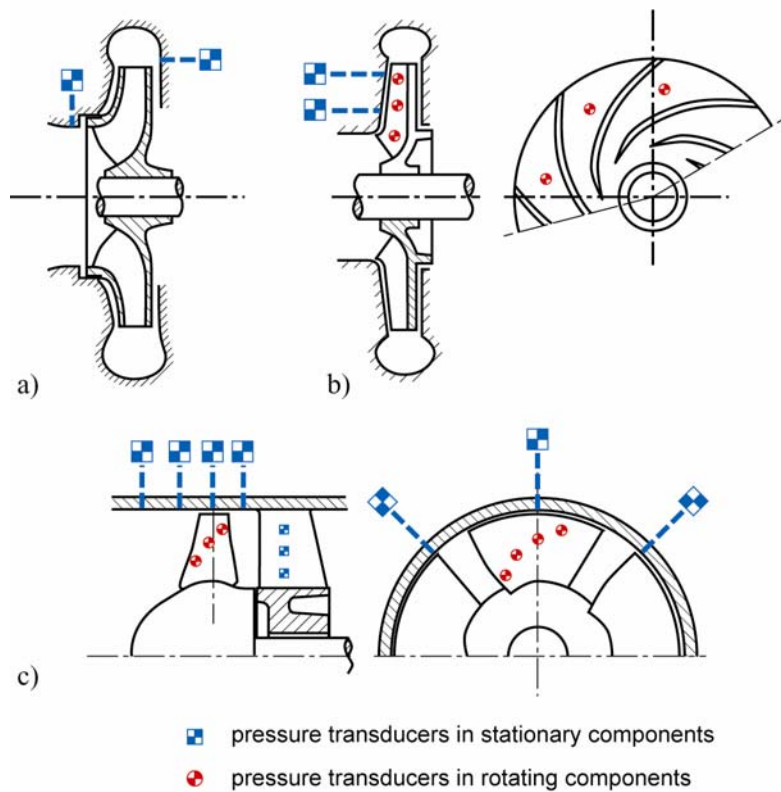 a)
b)
c)
pressure transducers in stationary components
pressure transducers in rotating components